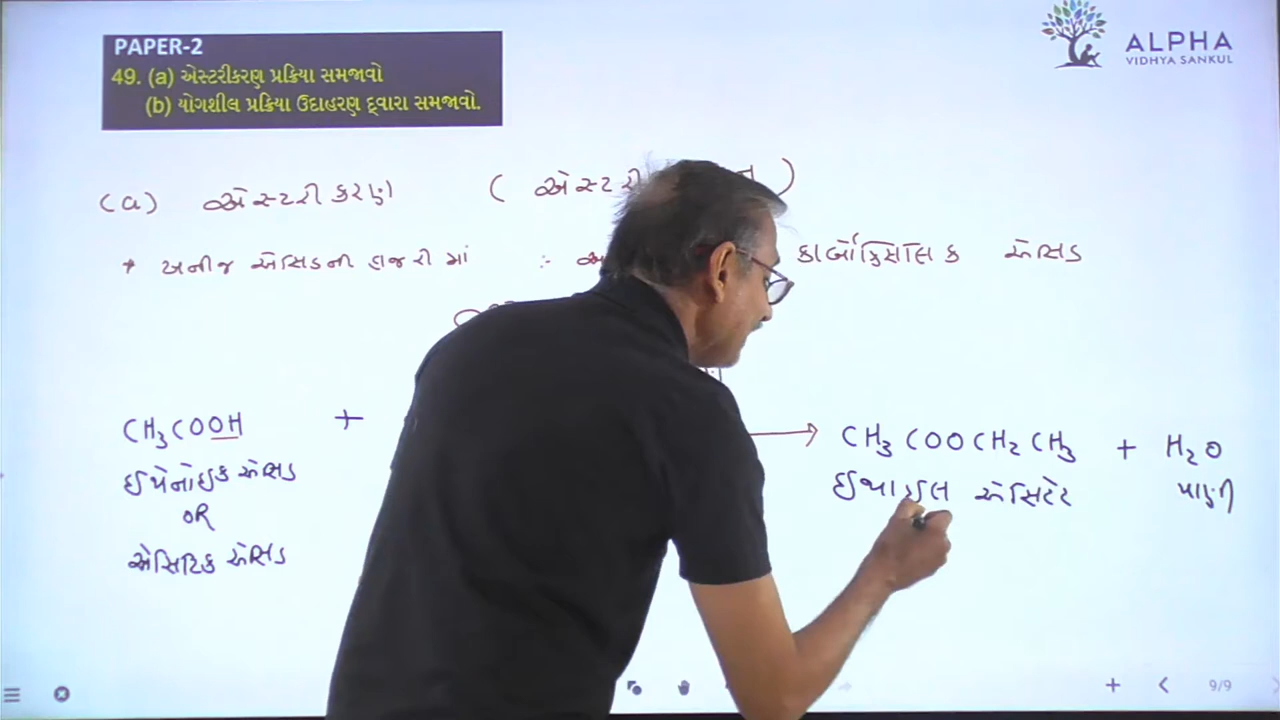 PAPER-2
49. (a) એસ્ટરીકરણ પ્રક્રિયા સમજાવો
(b) યોગશીલ પ્રક્રિયા ઉદાહરણ દ્વારા સમજાવો.
ALPHA
VIDHYA SANKUL
(a) એસ્ટરીકરણ ( )
* ખનીજ એસિડની હાજરીમાં :- કાર્બોક્સિલિક એસિડ
CH₃COOH + → CH₃COOCH₂CH₃ + H₂O
ઈથેનોઈક એસિડ ઈથાઈલ એસિટેટ પાણી
OR
એસિટિક એસિડ
9/9